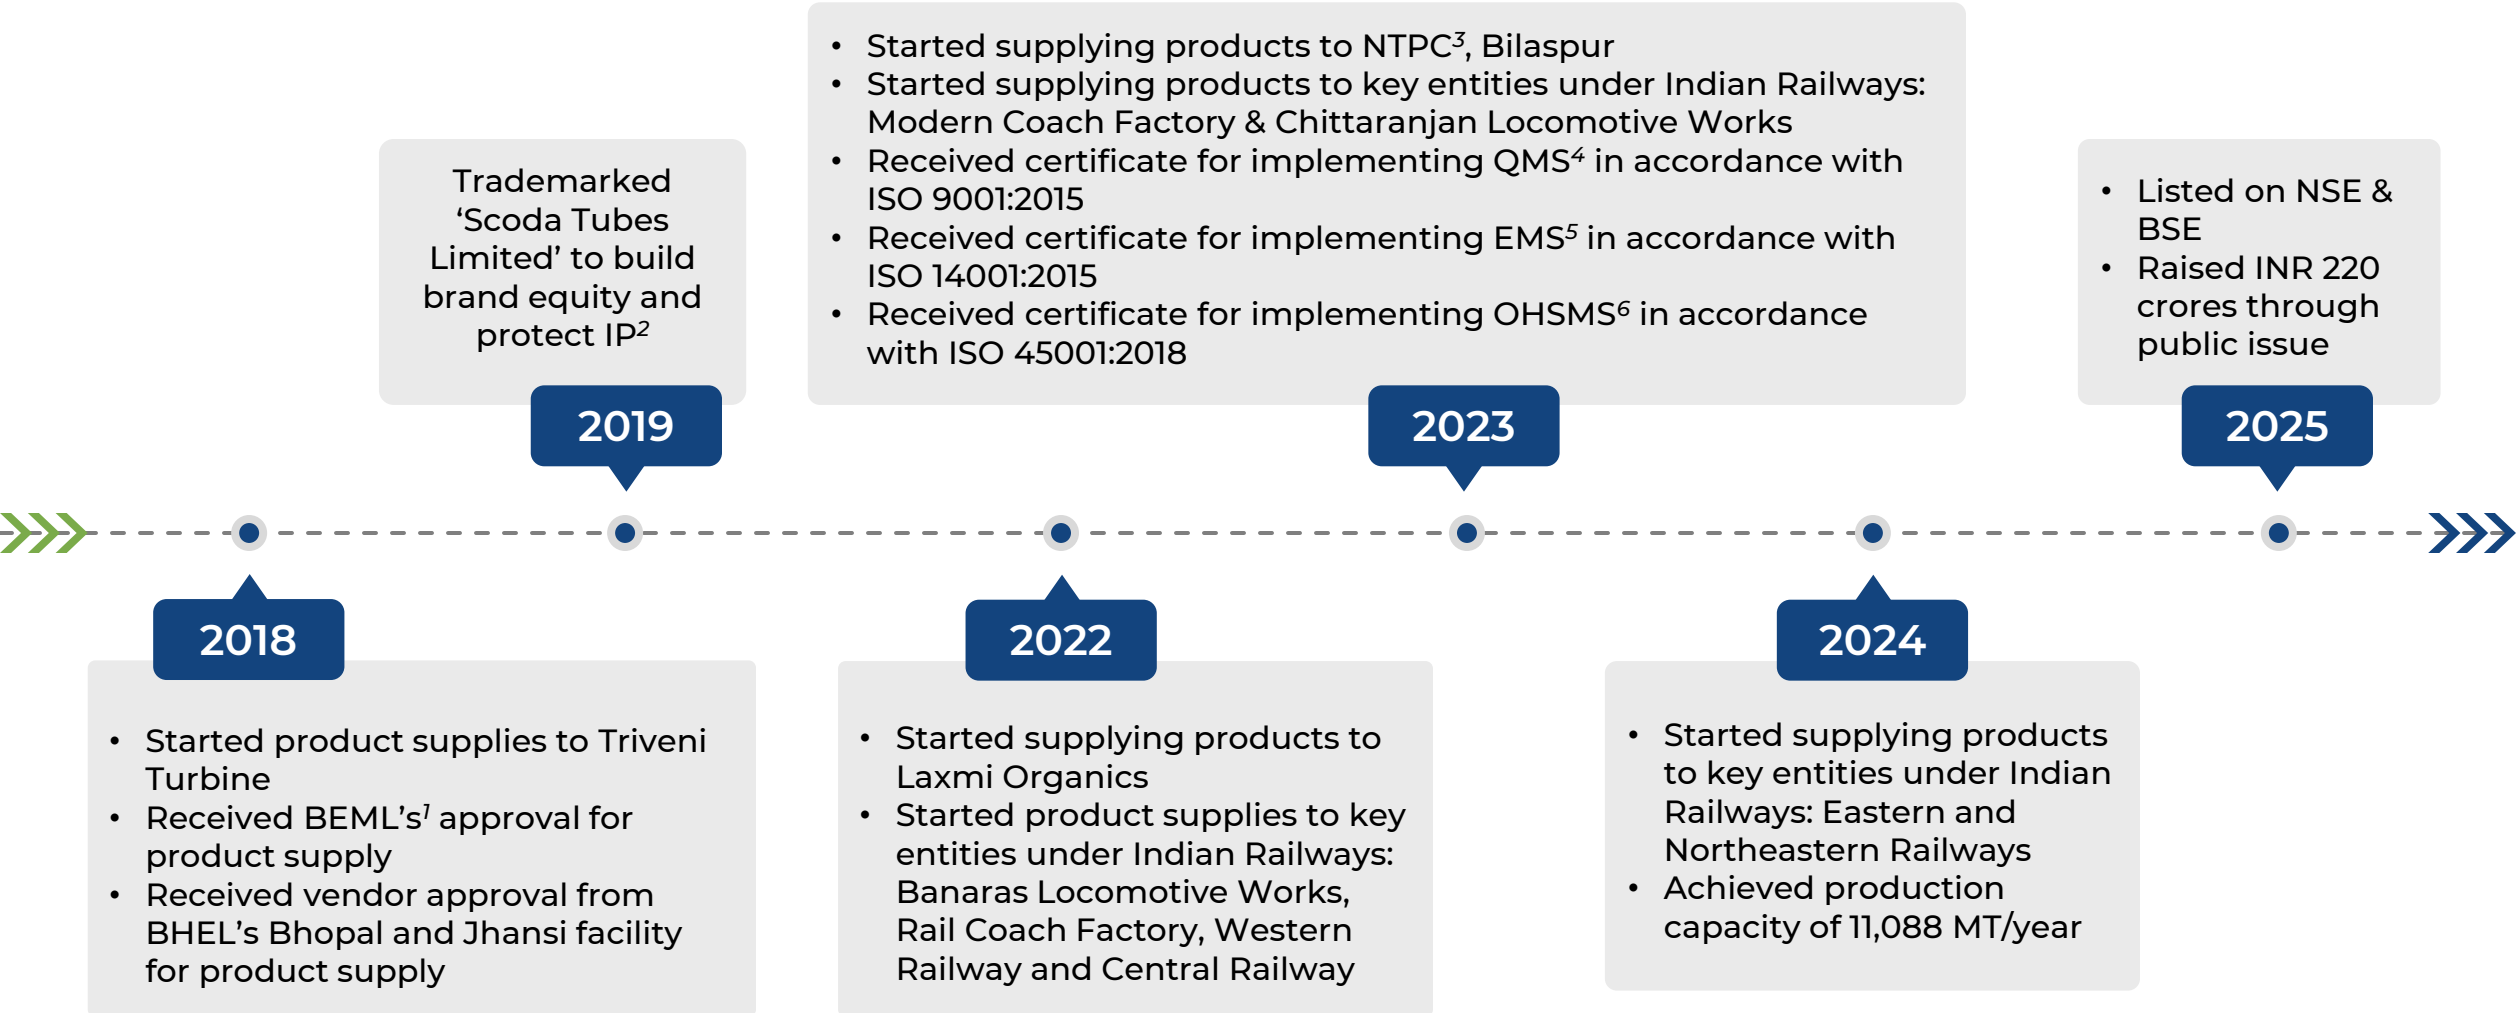 Trademarked
‘Scoda Tubes
Limited’ to build
brand equity and
protect IP2
2019
• Started supplying products to NTPC3, Bilaspur
• Started supplying products to key entities under Indian Railways:
Modern Coach Factory & Chittaranjan Locomotive Works
• Received certificate for implementing QMS4 in accordance with
ISO 9001:2015
• Received certificate for implementing EMS5 in accordance with
ISO 14001:2015
• Received certificate for implementing OHSMS6 in accordance
with ISO 45001:2018
2023
• Listed on NSE &
BSE
• Raised INR 220
crores through
public issue
2025
2018
• Started product supplies to Triveni
Turbine
• Received BEML’s1 approval for
product supply
• Received vendor approval from
BHEL’s Bhopal and Jhansi facility
for product supply
2022
• Started supplying products to
Laxmi Organics
• Started product supplies to key
entities under Indian Railways:
Banaras Locomotive Works,
Rail Coach Factory, Western
Railway and Central Railway
2024
• Started supplying products
to key entities under Indian
Railways: Eastern and
Northeastern Railways
• Achieved production
capacity of 11,088 MT/year